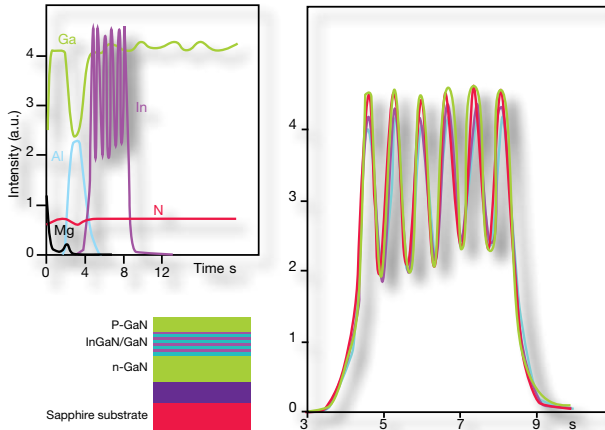 Intensity (a.u.)
4
3
2
1
0
Ga
In
Al
N
Mg
0
4
8
12
Time s
P-GaN
InGaN/GaN
n-GaN
Sapphire substrate
4
3
2
1
0
3
5
7
9
s